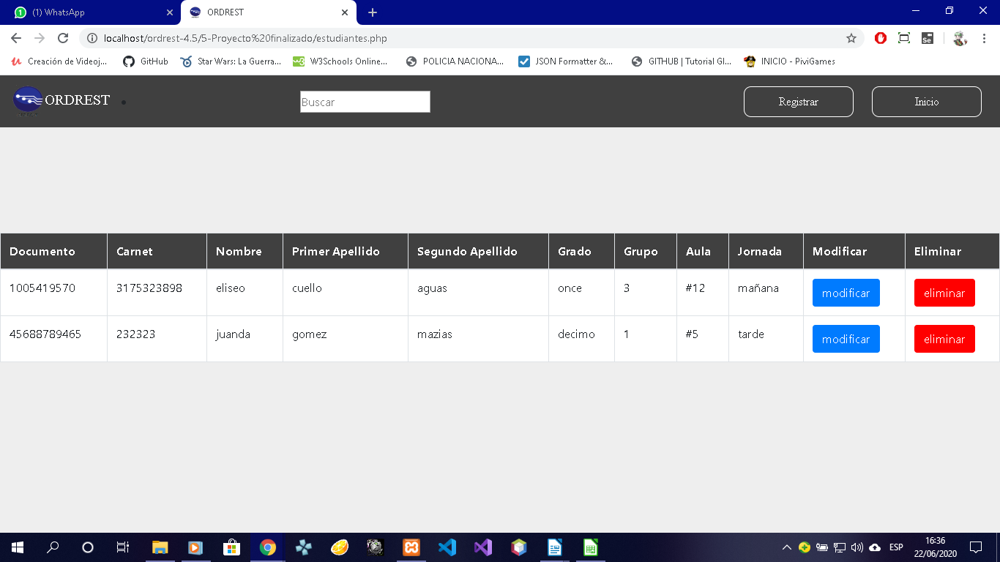 (1) WhatsApp
ORDREST
localhost/ordrest-4.5/5-Proyecto%20finalizado/estudiantes.php
Creación de Videoj... GitHub Star Wars: La Guerra... W3Schools Online... POLICIA NACIONA... JSON Formatter &... GITHUB | Tutorial GI... INICIO - PiviGames
ORDREST
Buscar
Registrar
Inicio
Documento Carnet Nombre Primer Apellido Segundo Apellido Grado Grupo Aula Jornada Modificar Eliminar
1005419570 3175323898 eliseo cuello aguas once 3 #12 mañana modificar eliminar
45688789465 232323 juanda gomez mazias decimo 1 #5 tarde modificar eliminar
ESP
16:36
22/06/2020